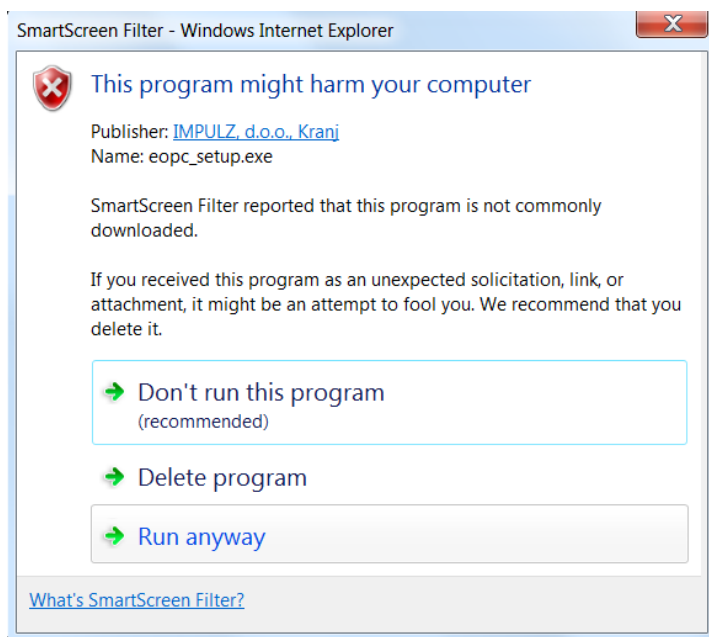 SmartScreen Filter - Windows Internet Explorer
This program might harm your computer
Publisher: IMPULZ, d.o.o., Kranj
Name: eopc_setup.exe
SmartScreen Filter reported that this program is not commonly
downloaded.
If you received this program as an unexpected solicitation, link, or
attachment, it might be an attempt to fool you. We recommend that you
delete it.
Don't run this program
(recommended)
Delete program
Run anyway
What's SmartScreen Filter?